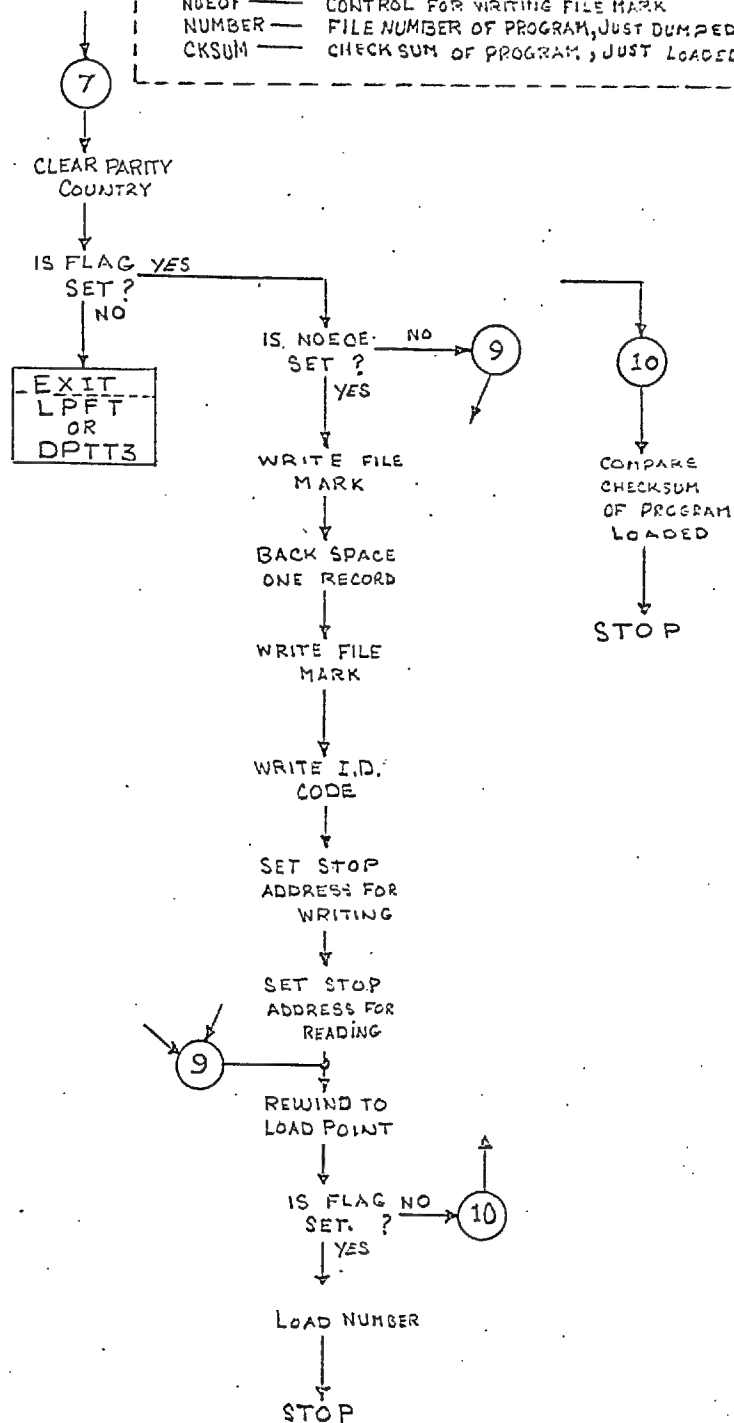 NOEOF — CONTROL FOR WRITING FILE MARK
NUMBER — FILE NUMBER OF PROGRAM, JUST DUMPED
CKSUM — CHECKSUM OF PROGRAM, JUST LOADED
7
CLEAR PARITY
COUNTRY
IS FLAG YES
SET?
NO
EXIT
LPFT
OR
DPTT3
IS NOEOE NO
SET ?
YES
9
WRITE FILE
MARK
BACK SPACE
ONE RECORD
WRITE FILE
MARK
WRITE I.D.
CODE
SET STOP
ADDRESS FOR
WRITING
SET STOP
ADDRESS FOR
READING
9
REWIND TO
LOAD POINT
IS FLAG NO
SET. ?
YES
10
LOAD NUMBER
STOP
10
COMPARE
CHECKSUM
OF PROGRAM
LOADED
STOP